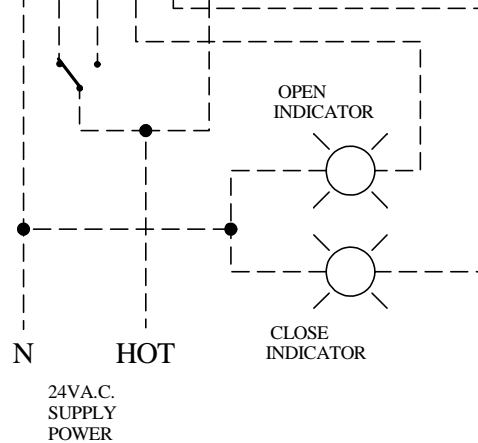 OPEN
INDICATOR
CLOSE
INDICATOR
N HOT
24VA.C.
SUPPLY
POWER